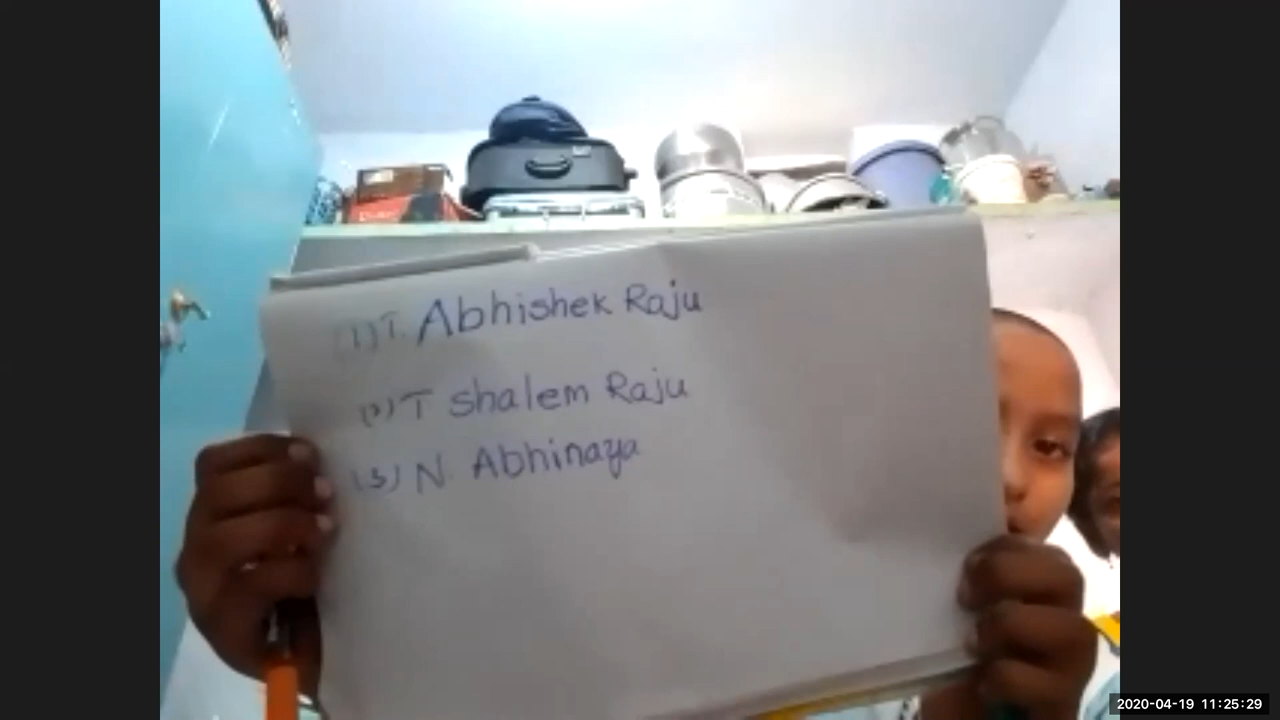 (1) T. Abhishek Raju
(2) T Shalem Raju
(3) N. Abhinaya
2020-04-19 11:25:29